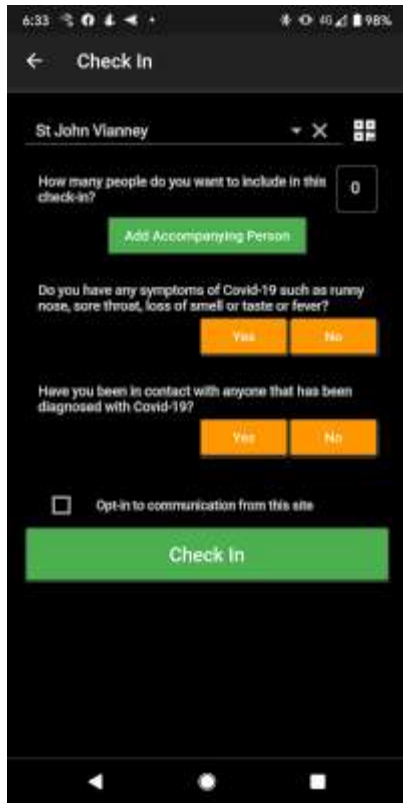 6:33 4G 98%
Check In
St John Vianney
How many people do you want to include in this
check-in?
0
Add Accompanying Person
Do you have any symptoms of Covid-19 such as runny
nose, sore throat, loss of smell or taste or fever?
Yes No
Have you been in contact with anyone that has been
diagnosed with Covid-19?
Yes No
Opt-in to communication from this site
Check In